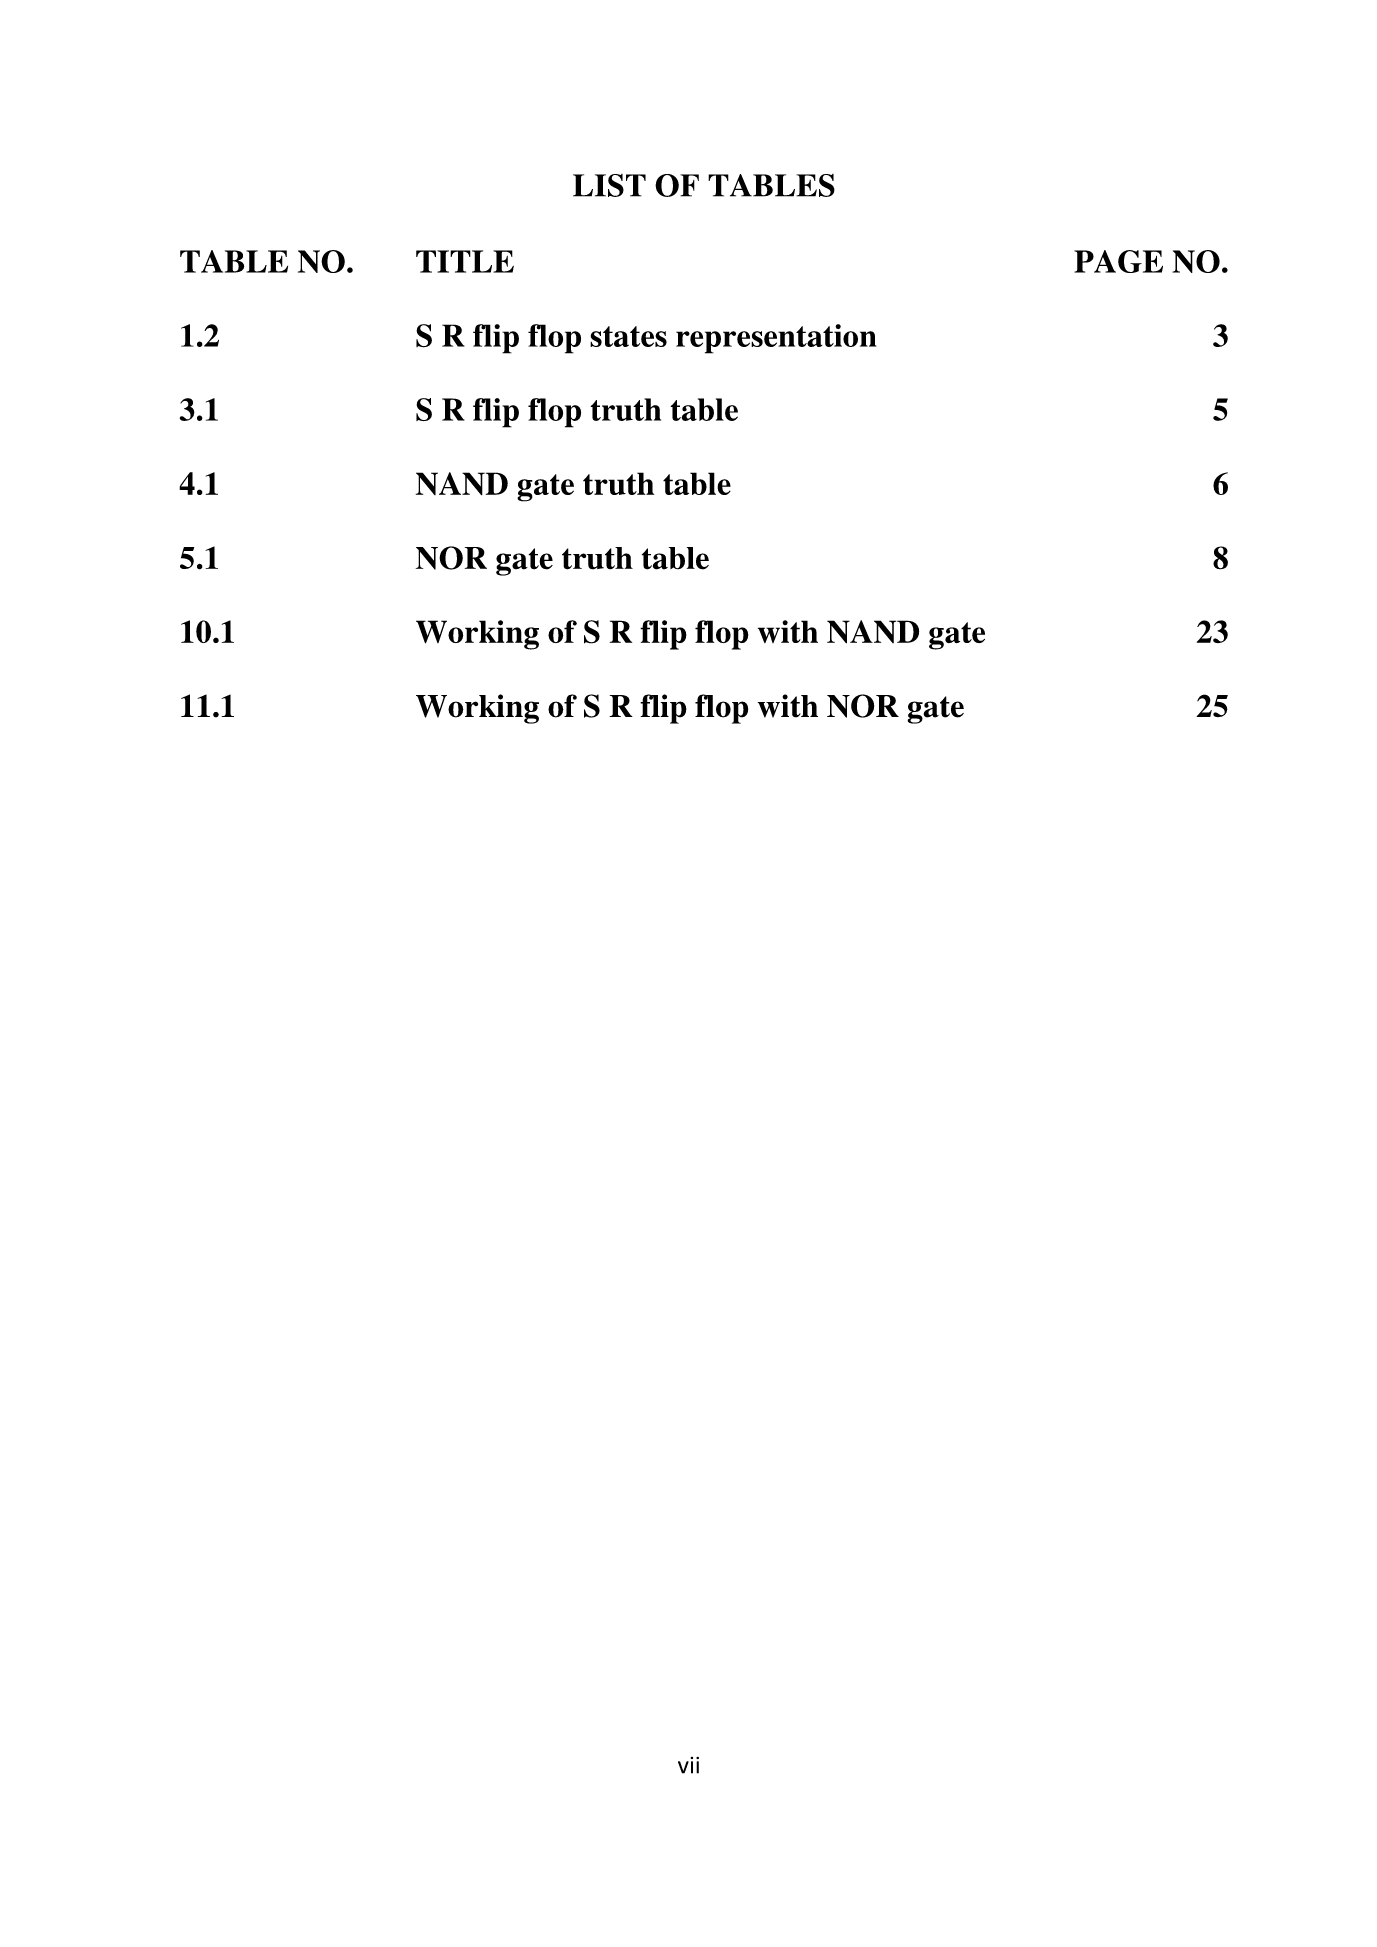 LIST OF TABLES
TABLE NO. TITLE PAGE NO.
1.2 S R flip flop states representation 3
3.1 S R flip flop truth table 5
4.1 NAND gate truth table 6
5.1 NOR gate truth table 8
10.1 Working of S R flip flop with NAND gate 23
11.1 Working of S R flip flop with NOR gate 25
vii